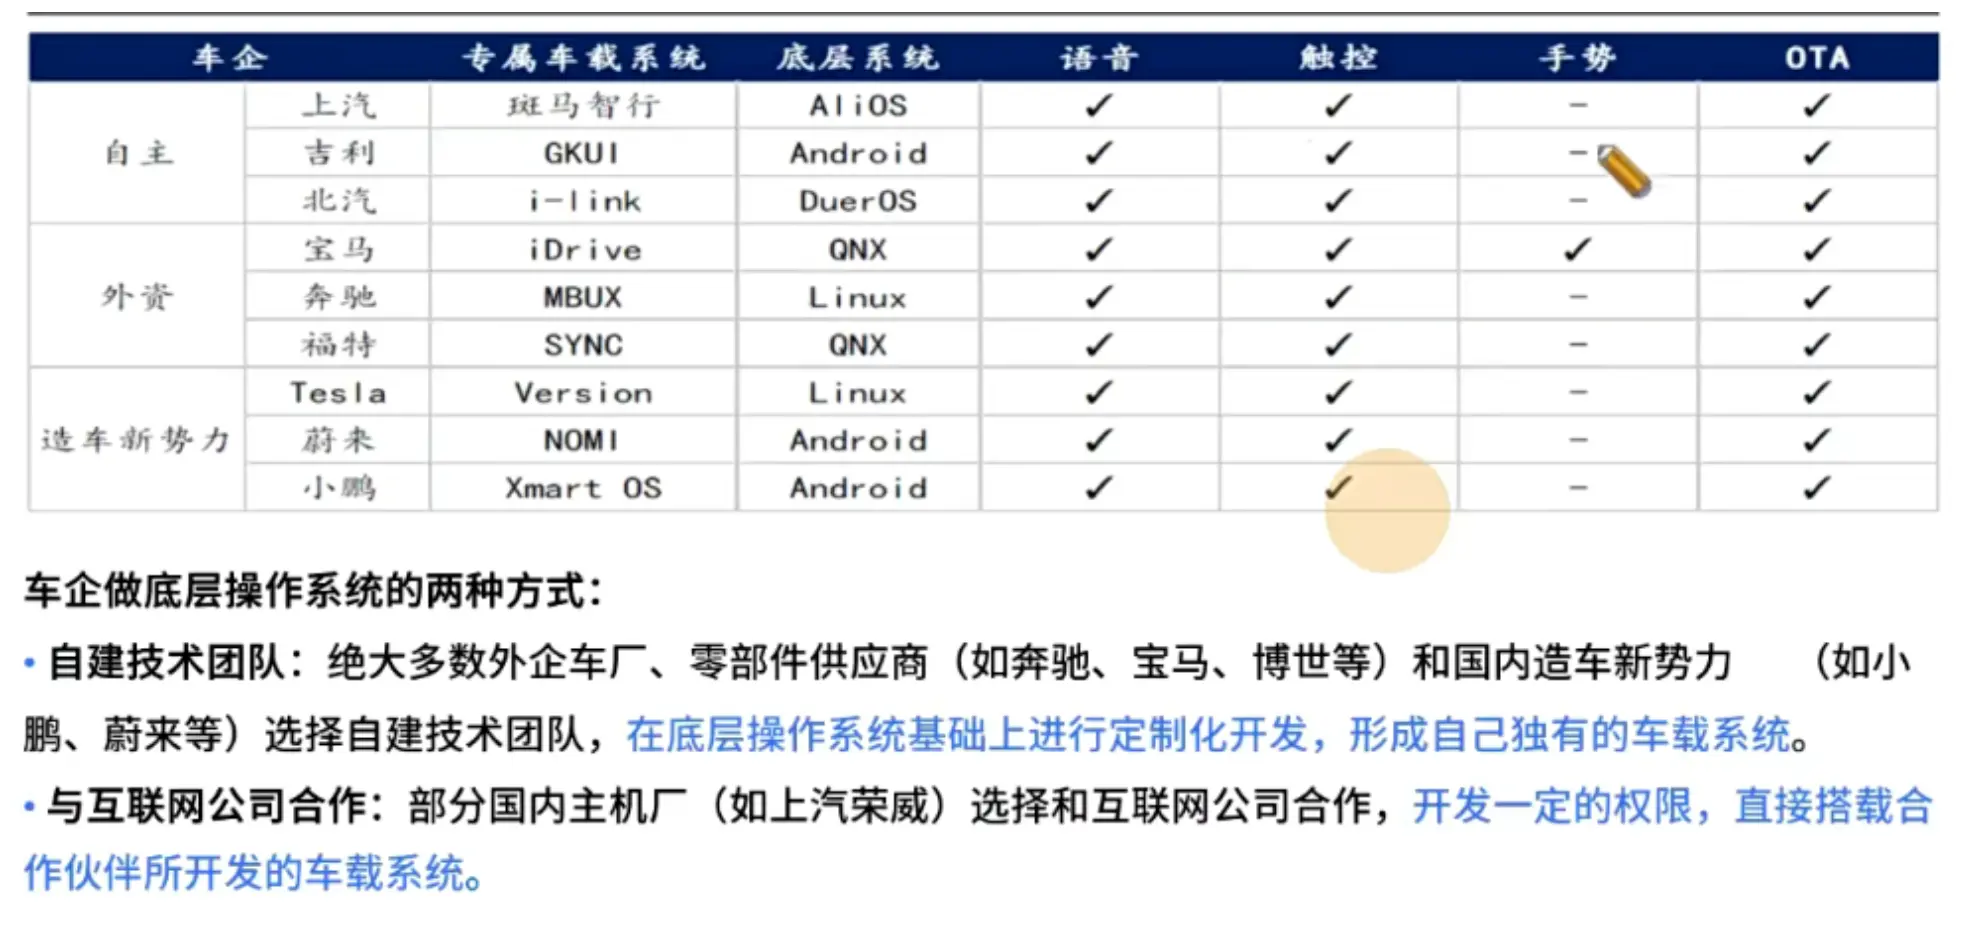 车企 专属车载系统 底层系统 语音 触控 手势 OTA
自主 上汽 斑马智行 AliOS ✓ ✓ - ✓
吉利 GKUI Android ✓ ✓ - ✓
北汽 i-link DuerOS ✓ ✓ - ✓
外资 宝马 iDrive QNX ✓ ✓ ✓ ✓
奔驰 MBUX Linux ✓ ✓ - ✓
福特 SYNC QNX ✓ ✓ - ✓
造车新势力 Tesla Version Linux ✓ ✓ - ✓
蔚来 NOMI Android ✓ ✓ - ✓
小鹏 Xmart OS Android ✓ ✓ - ✓
车企做底层操作系统的两种方式：
• 自建技术团队：绝大多数外企车厂、零部件供应商（如奔驰、宝马、博世等）和国内造车新势力 （如小
鹏、蔚来等）选择自建技术团队，在底层操作系统基础上进行定制化开发，形成自己独有的车载系统。
• 与互联网公司合作：部分国内主机厂（如上汽荣威）选择和互联网公司合作，开发一定的权限，直接搭载合
作伙伴所开发的车载系统。